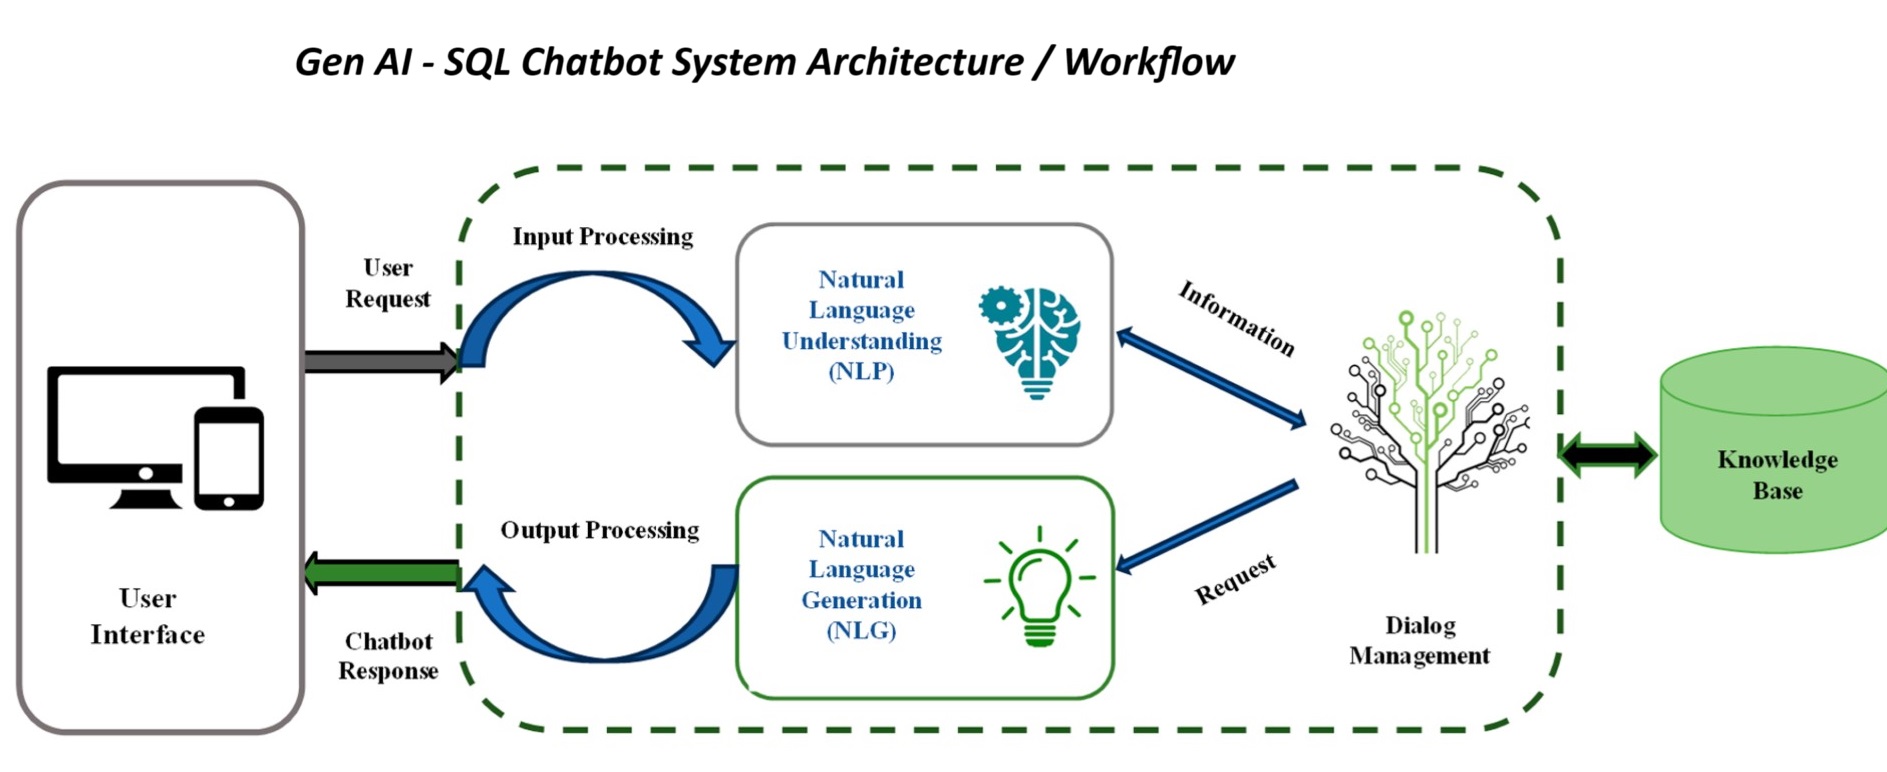 Gen AI - SQL Chatbot System Architecture / Workflow
User
Request
Input Processing
Natural
Language
Understanding
(NLP)
Information
Knowledge
Base
Output Processing
Natural
Language
Generation
(NLG)
Request
User
Interface
Chatbot
Response
Dialog
Management